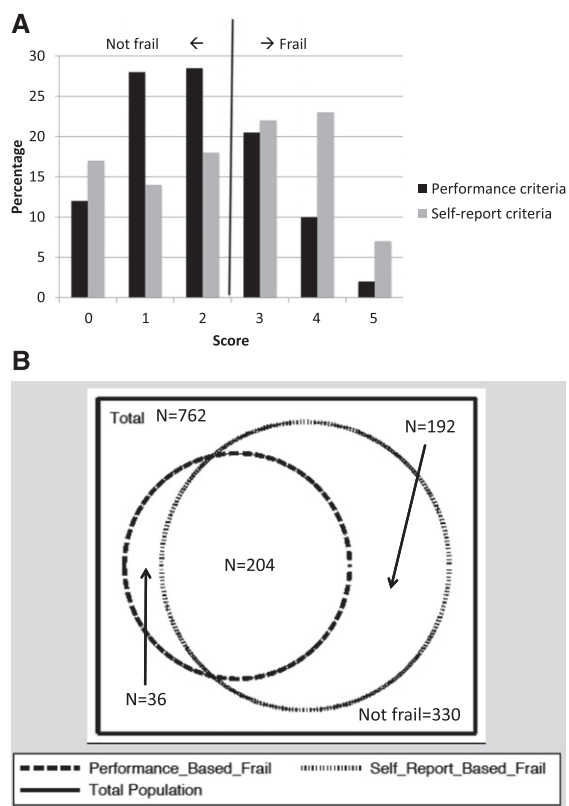 A
Not frail ← → Frail
30
25
20
15
10
5
0
Percentage
0 1 2 3 4 5
Score
Performance criteria
Self-report criteria
B
Total N=762
N=192
N=204
N=36
Not frail=330
Performance_Based_Frail Self_Report_Based_Frail
Total Population